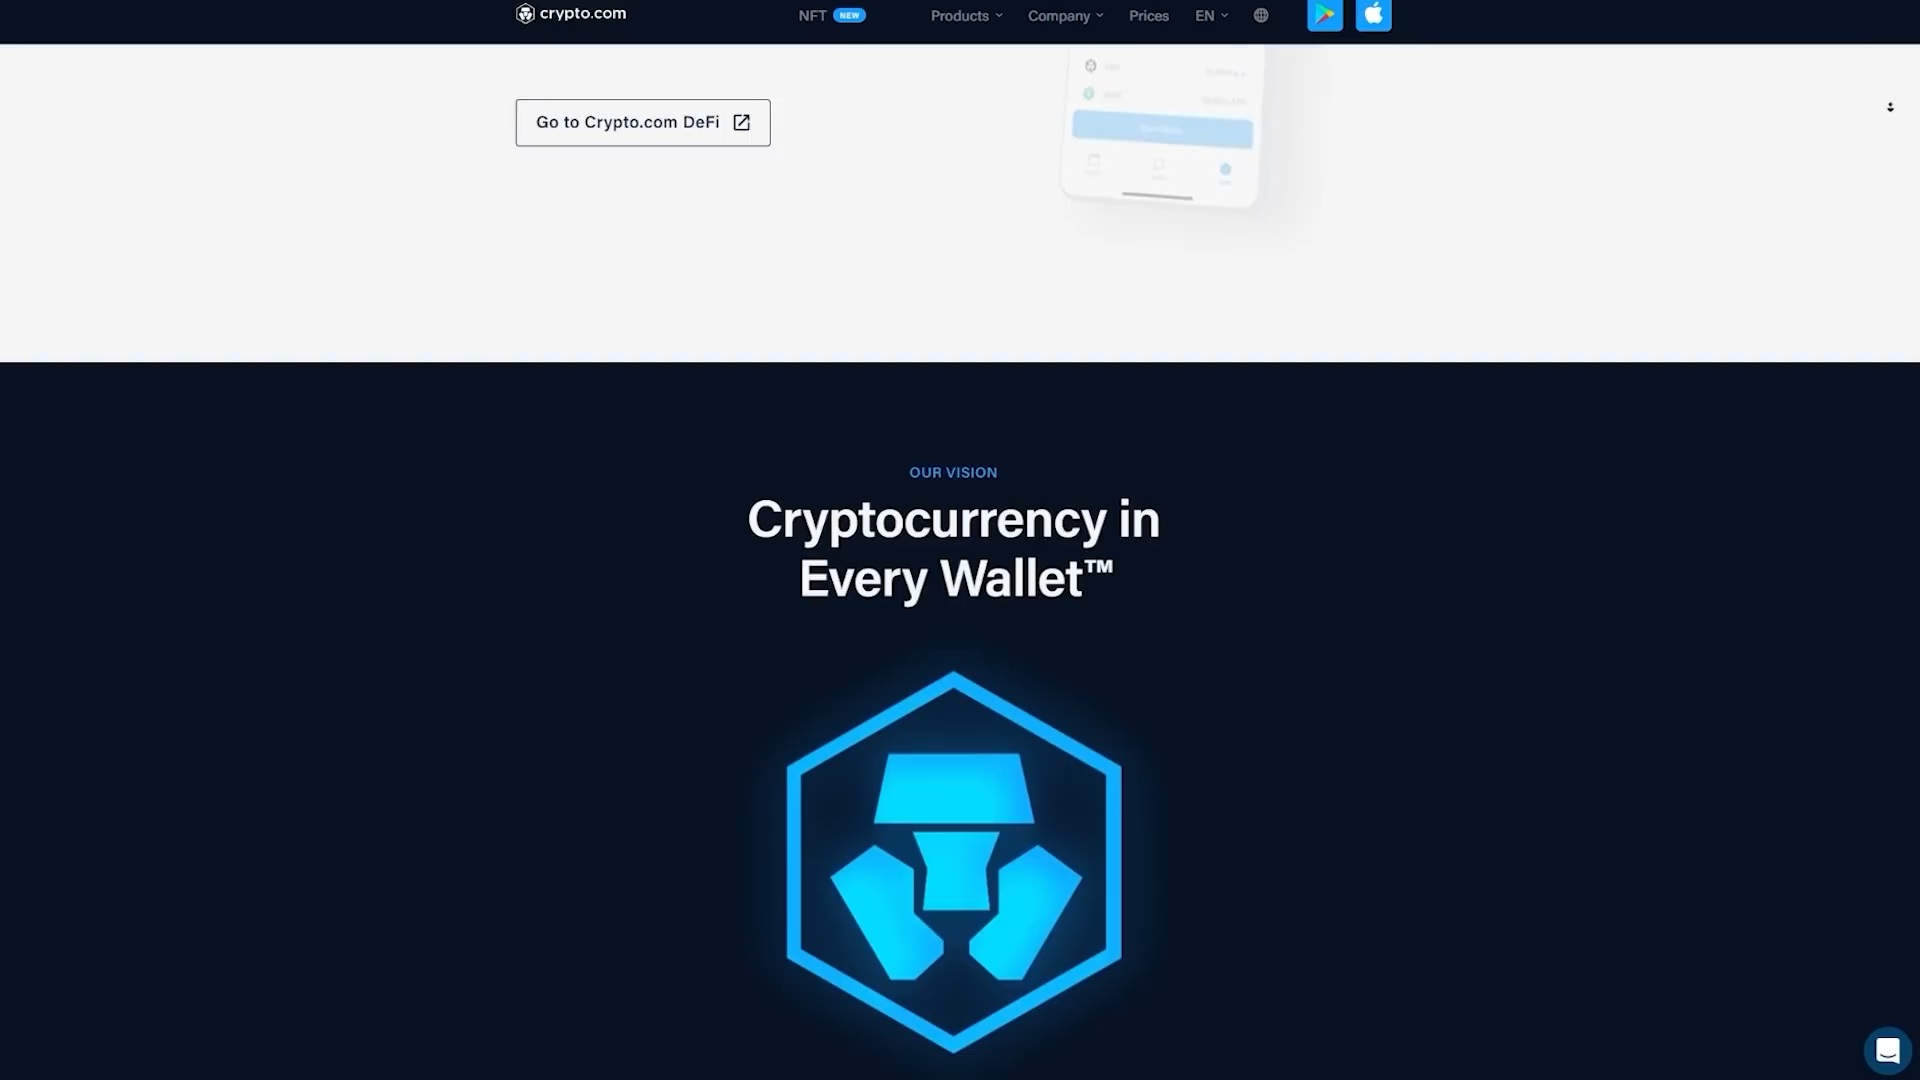 crypto.com
NFT NEW Products Company Prices EN
Go to Crypto.com DeFi
OUR VISION
Cryptocurrency in
Every Wallet™